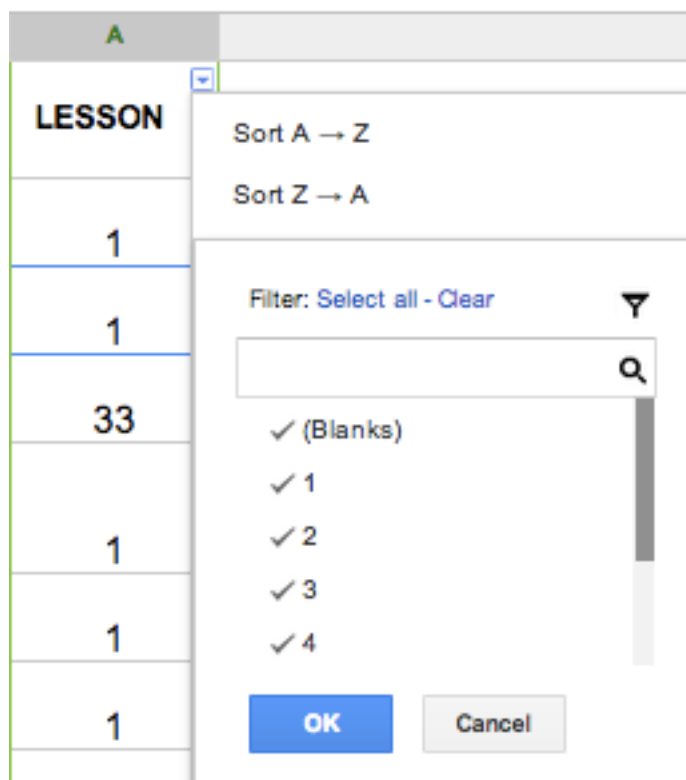 A
LESSON
Sort A → Z
Sort Z → A
1
Filter: Select all - Clear
1
33
(Blanks)
1
2
1
3
1
4
1
OK
Cancel